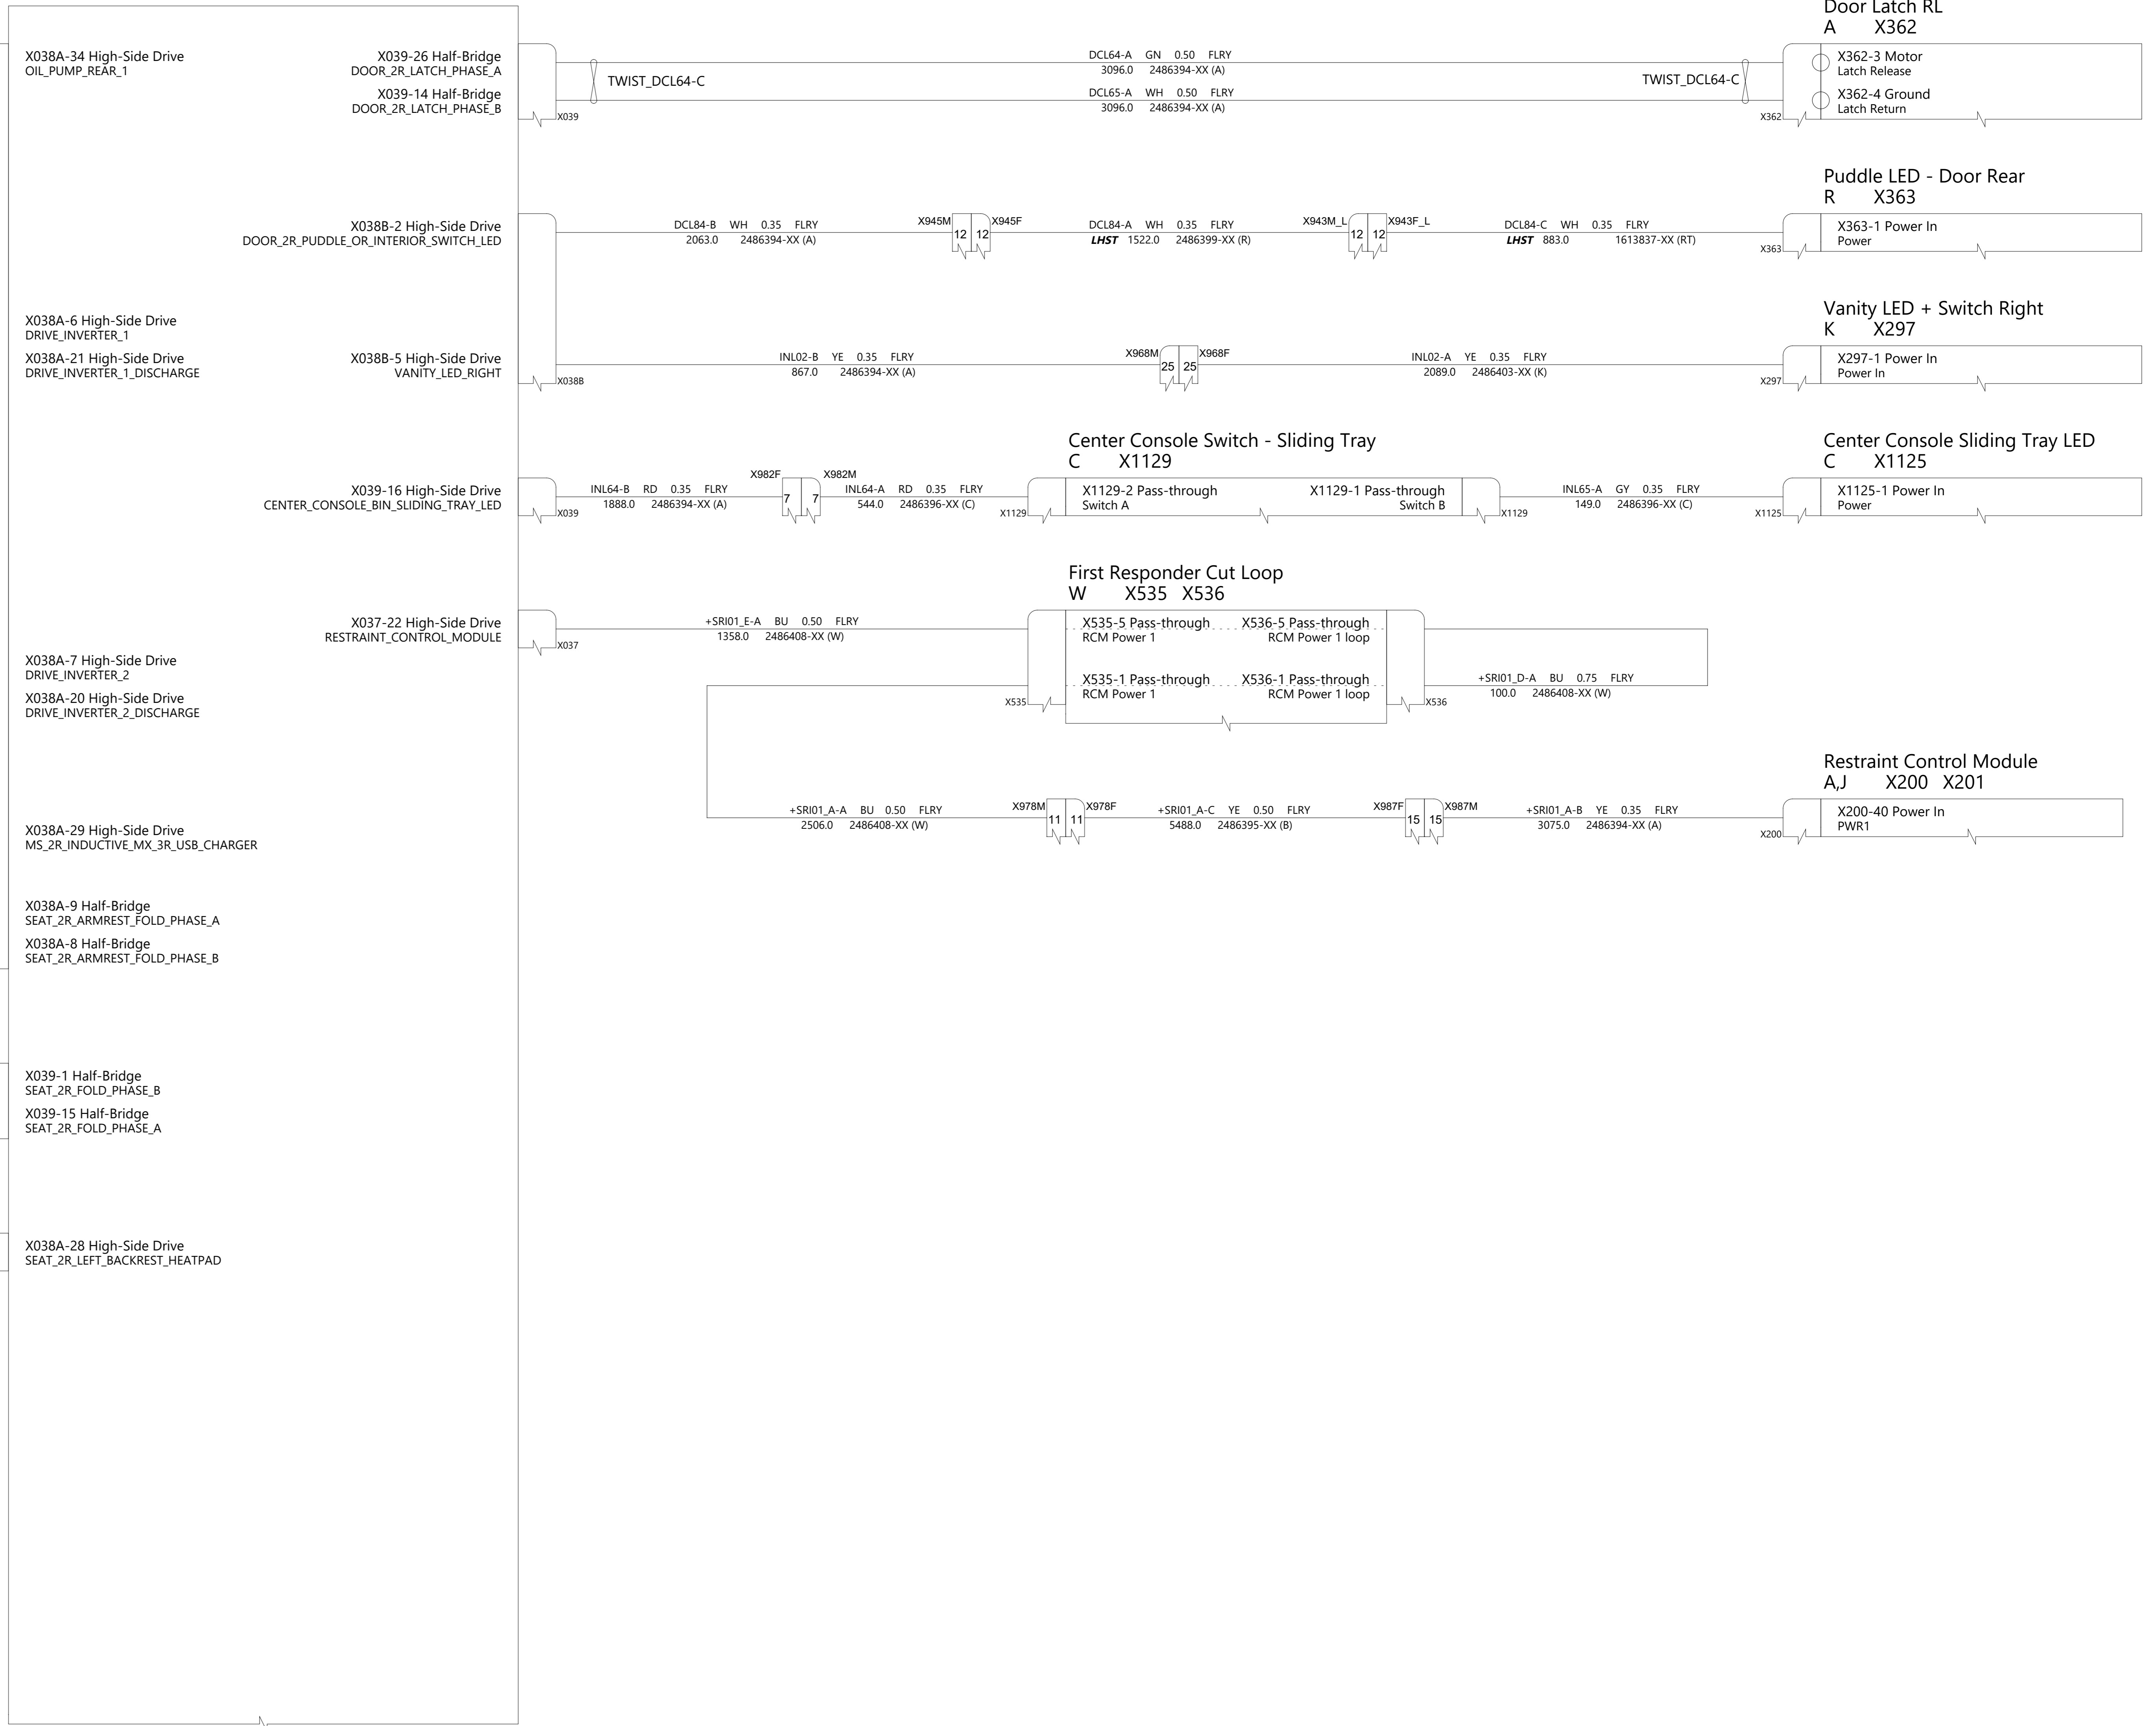 Door Latch RL
A X362
X038A-34 High-Side Drive
OIL_PUMP_REAR_1
X039-26 Half-Bridge
DOOR_2R_LATCH_PHASE_A
X039-14 Half-Bridge
DOOR_2R_LATCH_PHASE_B
X039
TWIST_DCL64-C
DCL64-A GN 0.50 FLRY
3096.0 2486394-XX (A)
DCL65-A WH 0.50 FLRY
3096.0 2486394-XX (A)
TWIST_DCL64-C
X362
X362-3 Motor
Latch Release
X362-4 Ground
Latch Return
Puddle LED - Door Rear
R X363
X038B-2 High-Side Drive
DOOR_2R_PUDDLE_OR_INTERIOR_SWITCH_LED
DCL84-B WH 0.35 FLRY
2063.0 2486394-XX (A)
X945M 12 12 X945F
DCL84-A WH 0.35 FLRY
LHST 1522.0 2486399-XX (R)
X943M_L 12 12 X943F_L
DCL84-C WH 0.35 FLRY
LHST 883.0 1613837-XX (RT)
X363
X363-1 Power In
Power
Vanity LED + Switch Right
K X297
X038A-6 High-Side Drive
DRIVE_INVERTER_1
X038A-21 High-Side Drive
DRIVE_INVERTER_1_DISCHARGE
X038B-5 High-Side Drive
VANITY_LED_RIGHT
X038B
INL02-B YE 0.35 FLRY
867.0 2486394-XX (A)
X968M 25 25 X968F
INL02-A YE 0.35 FLRY
2089.0 2486403-XX (K)
X297
X297-1 Power In
Power In
Center Console Switch - Sliding Tray
C X1129
Center Console Sliding Tray LED
C X1125
X039-16 High-Side Drive
CENTER_CONSOLE_BIN_SLIDING_TRAY_LED
X039
INL64-B RD 0.35 FLRY
1888.0 2486394-XX (A)
X982F 7 7 X982M
INL64-A RD 0.35 FLRY
544.0 2486396-XX (C)
X1129
X1129-2 Pass-through
Switch A
X1129-1 Pass-through
Switch B
X1129
INL65-A GY 0.35 FLRY
149.0 2486396-XX (C)
X1125
X1125-1 Power In
Power
First Responder Cut Loop
W X535 X536
X037-22 High-Side Drive
RESTRAINT_CONTROL_MODULE
X037
+SRI01_E-A BU 0.50 FLRY
1358.0 2486408-XX (W)
X535-5 Pass-through
RCM Power 1
X536-5 Pass-through
RCM Power 1 loop
X535-1 Pass-through
RCM Power 1
X536-1 Pass-through
RCM Power 1 loop
X535
X536
+SRI01_D-A BU 0.75 FLRY
100.0 2486408-XX (W)
X038A-7 High-Side Drive
DRIVE_INVERTER_2
X038A-20 High-Side Drive
DRIVE_INVERTER_2_DISCHARGE
Restraint Control Module
A,J X200 X201
+SRI01_A-A BU 0.50 FLRY
2506.0 2486408-XX (W)
X978M 11 11 X978F
+SRI01_A-C YE 0.50 FLRY
5488.0 2486395-XX (B)
X987F 15 15 X987M
+SRI01_A-B YE 0.35 FLRY
3075.0 2486394-XX (A)
X200
X200-40 Power In
PWR1
X038A-29 High-Side Drive
MS_2R_INDUCTIVE_MX_3R_USB_CHARGER
X038A-9 Half-Bridge
SEAT_2R_ARMREST_FOLD_PHASE_A
X038A-8 Half-Bridge
SEAT_2R_ARMREST_FOLD_PHASE_B
X039-1 Half-Bridge
SEAT_2R_FOLD_PHASE_B
X039-15 Half-Bridge
SEAT_2R_FOLD_PHASE_A
X038A-28 High-Side Drive
SEAT_2R_LEFT_BACKREST_HEATPAD